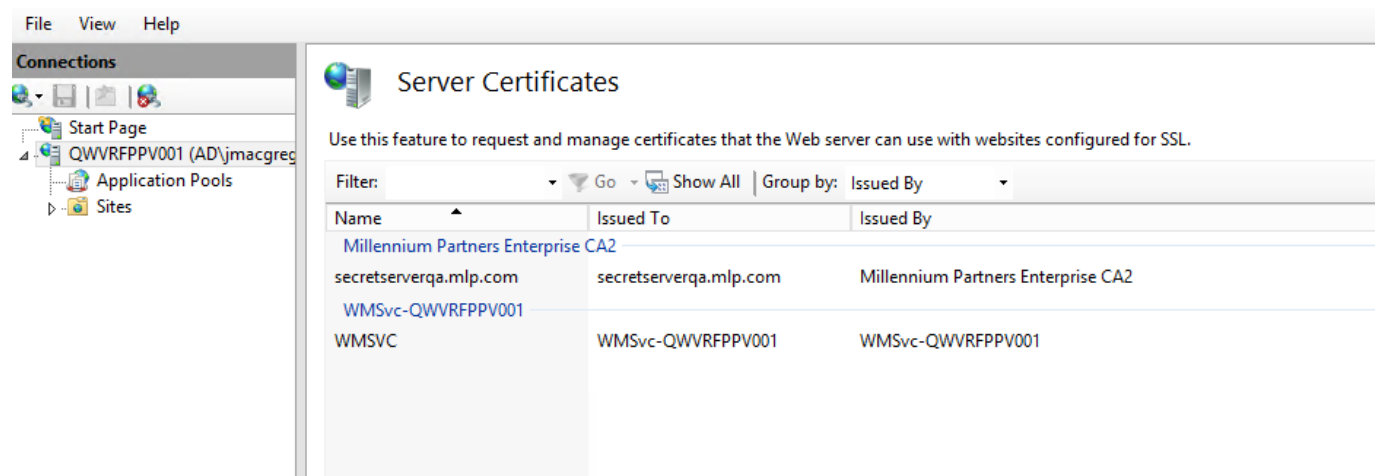 File View Help
Connections
Server Certificates
Start Page
Use this feature to request and manage certificates that the Web server can use with websites configured for SSL.
QWVRFPPV001 (AD\jmacgreg
Application Pools
Filter: Go Show All Group by: Issued By
Sites
Name Issued To Issued By
Millennium Partners Enterprise CA2
secretserverqa.mlp.com secretserverqa.mlp.com Millennium Partners Enterprise CA2
WMSvc-QWVRFPPV001
WMSVC WMSvc-QWVRFPPV001 WMSvc-QWVRFPPV001